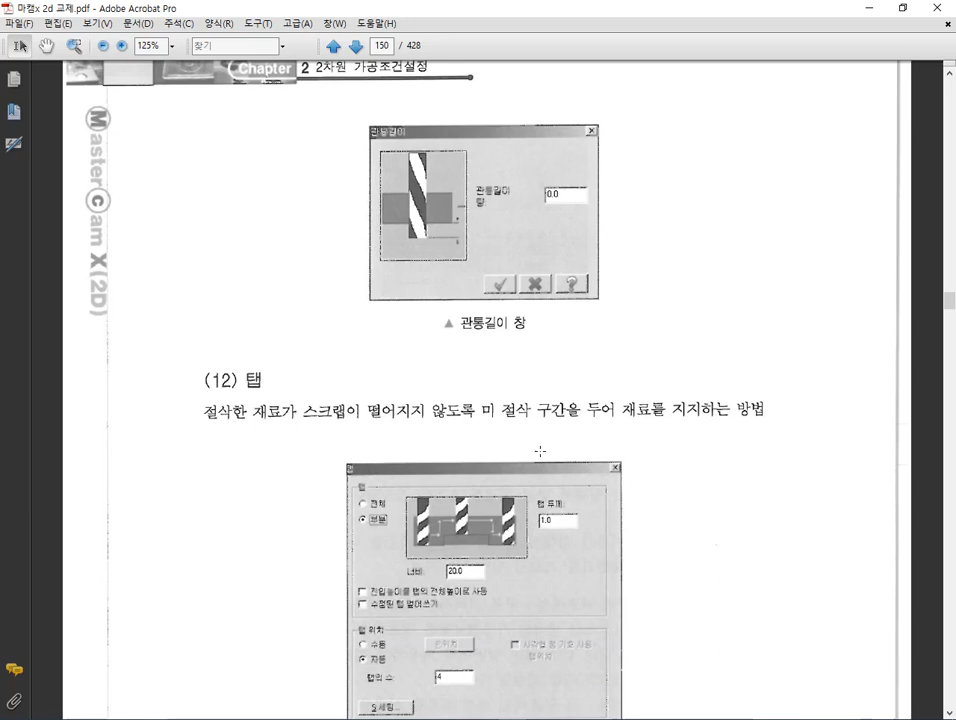 마캠x 2d 교제.pdf - Adobe Acrobat Pro
파일(F) 편집(E) 보기(V) 문서(D) 주석(C) 양식(R) 도구(T) 고급(A) 창(W) 도움말(H)
125% 찾기 150 / 428
Chapter 2 2차원 가공조건설정
Mastercam X(2D)
관통길이
관통길이
량:
0.0
▲ 관통길이 창
(12) 탭
절삭한 재료가 스크랩이 떨어지지 않도록 미 절삭 구간을 두어 재료를 지지하는 방법
탭
탭
전체
부분
탭 두께:
1.0
너비: 20.0
진입높이를 탭의 전체높이로 사용
수정된 탭 덮어쓰기
탭 위치
수동
자동
탭의 수: 4
S세팅...